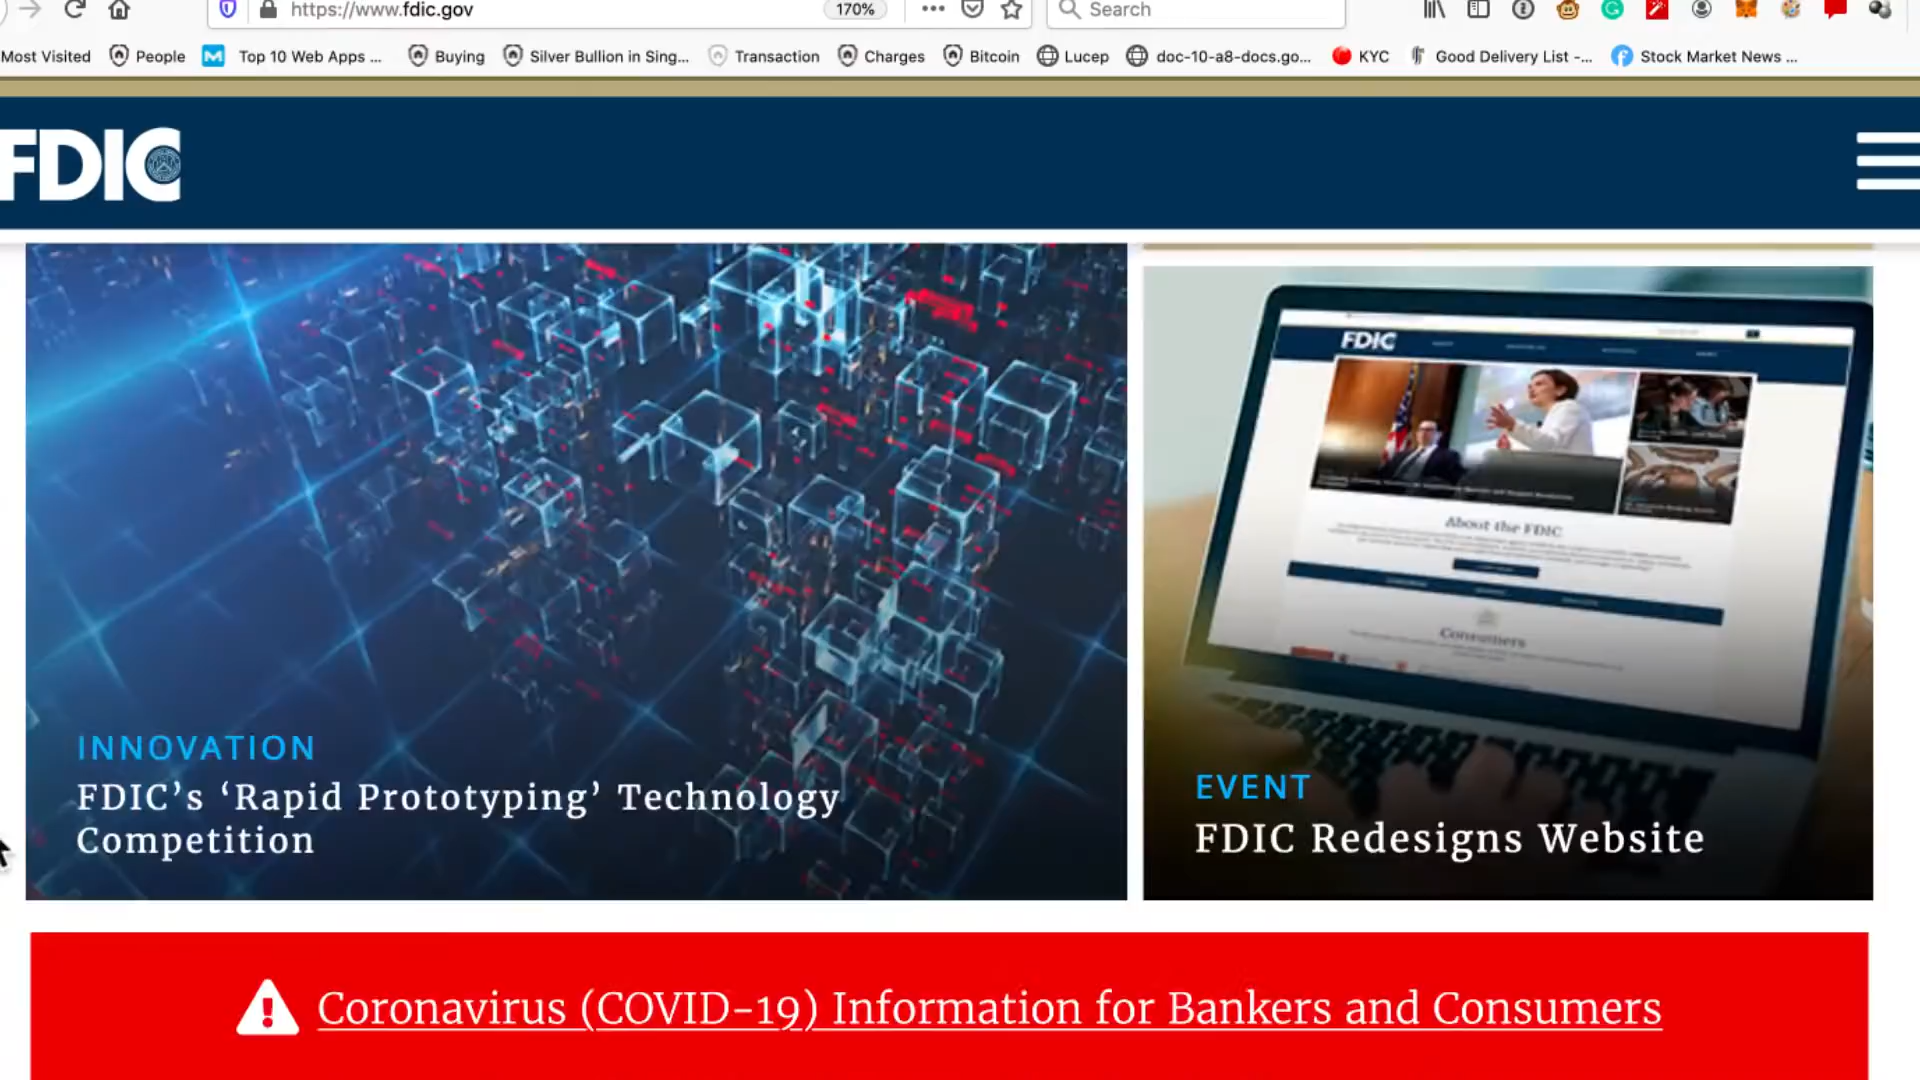 https://www.fdic.gov
170%
Search
Most Visited
People
Top 10 Web Apps ...
Buying
Silver Bullion in Sing...
Transaction
Charges
Bitcoin
Lucep
doc-10-a8-docs.go...
KYC
Good Delivery List -...
Stock Market News ...
FDIC
FDIC
About the FDIC
Consumers
INNOVATION
FDIC’s ‘Rapid Prototyping’ Technology
Competition
EVENT
FDIC Redesigns Website
Coronavirus (COVID-19) Information for Bankers and Consumers